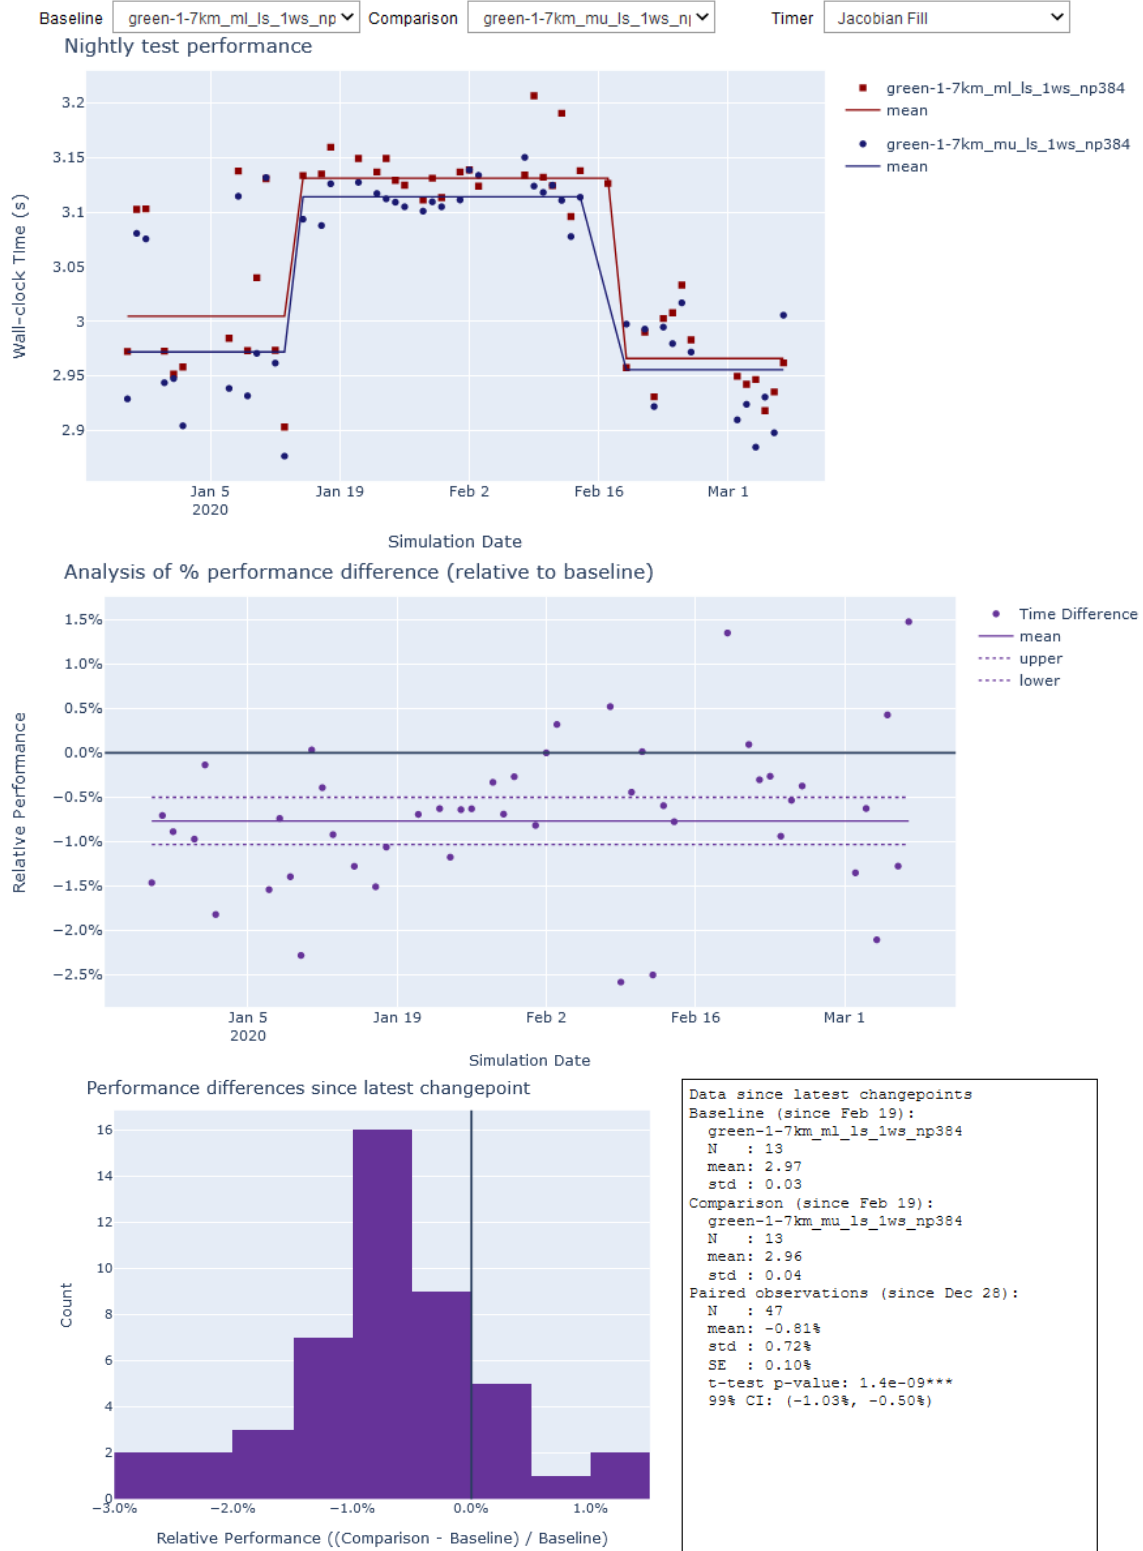 Baseline green-1-7km_ml_ls_1ws_np Comparison green-1-7km_mu_ls_1ws_n Timer Jacobian Fill
Nightly test performance
3.2
3.15
3.1
3.05
3
2.95
2.9
Wall-clock Time (s)
Jan 5
2020
Jan 19
Feb 2
Feb 16
Mar 1
Simulation Date
green-1-7km_ml_ls_1ws_np384
mean
green-1-7km_mu_ls_1ws_np384
mean
Analysis of % performance difference (relative to baseline)
1.5%
1.0%
0.5%
0.0%
−0.5%
−1.0%
−1.5%
−2.0%
−2.5%
Relative Performance
Jan 5
2020
Jan 19
Feb 2
Feb 16
Mar 1
Simulation Date
Time Difference
mean
upper
lower
Performance differences since latest changepoint
16
14
12
10
8
6
4
2
0
Count
−3.0%
−2.0%
−1.0%
0.0%
1.0%
Relative Performance ((Comparison - Baseline) / Baseline)
Data since latest changepoints
Baseline (since Feb 19):
green-1-7km_ml_ls_1ws_np384
N : 13
mean: 2.97
std : 0.03
Comparison (since Feb 19):
green-1-7km_mu_ls_1ws_np384
N : 13
mean: 2.96
std : 0.04
Paired observations (since Dec 28):
N : 47
mean: -0.81%
std : 0.72%
SE : 0.10%
t-test p-value: 1.4e-09***
99% CI: (-1.03%, -0.50%)